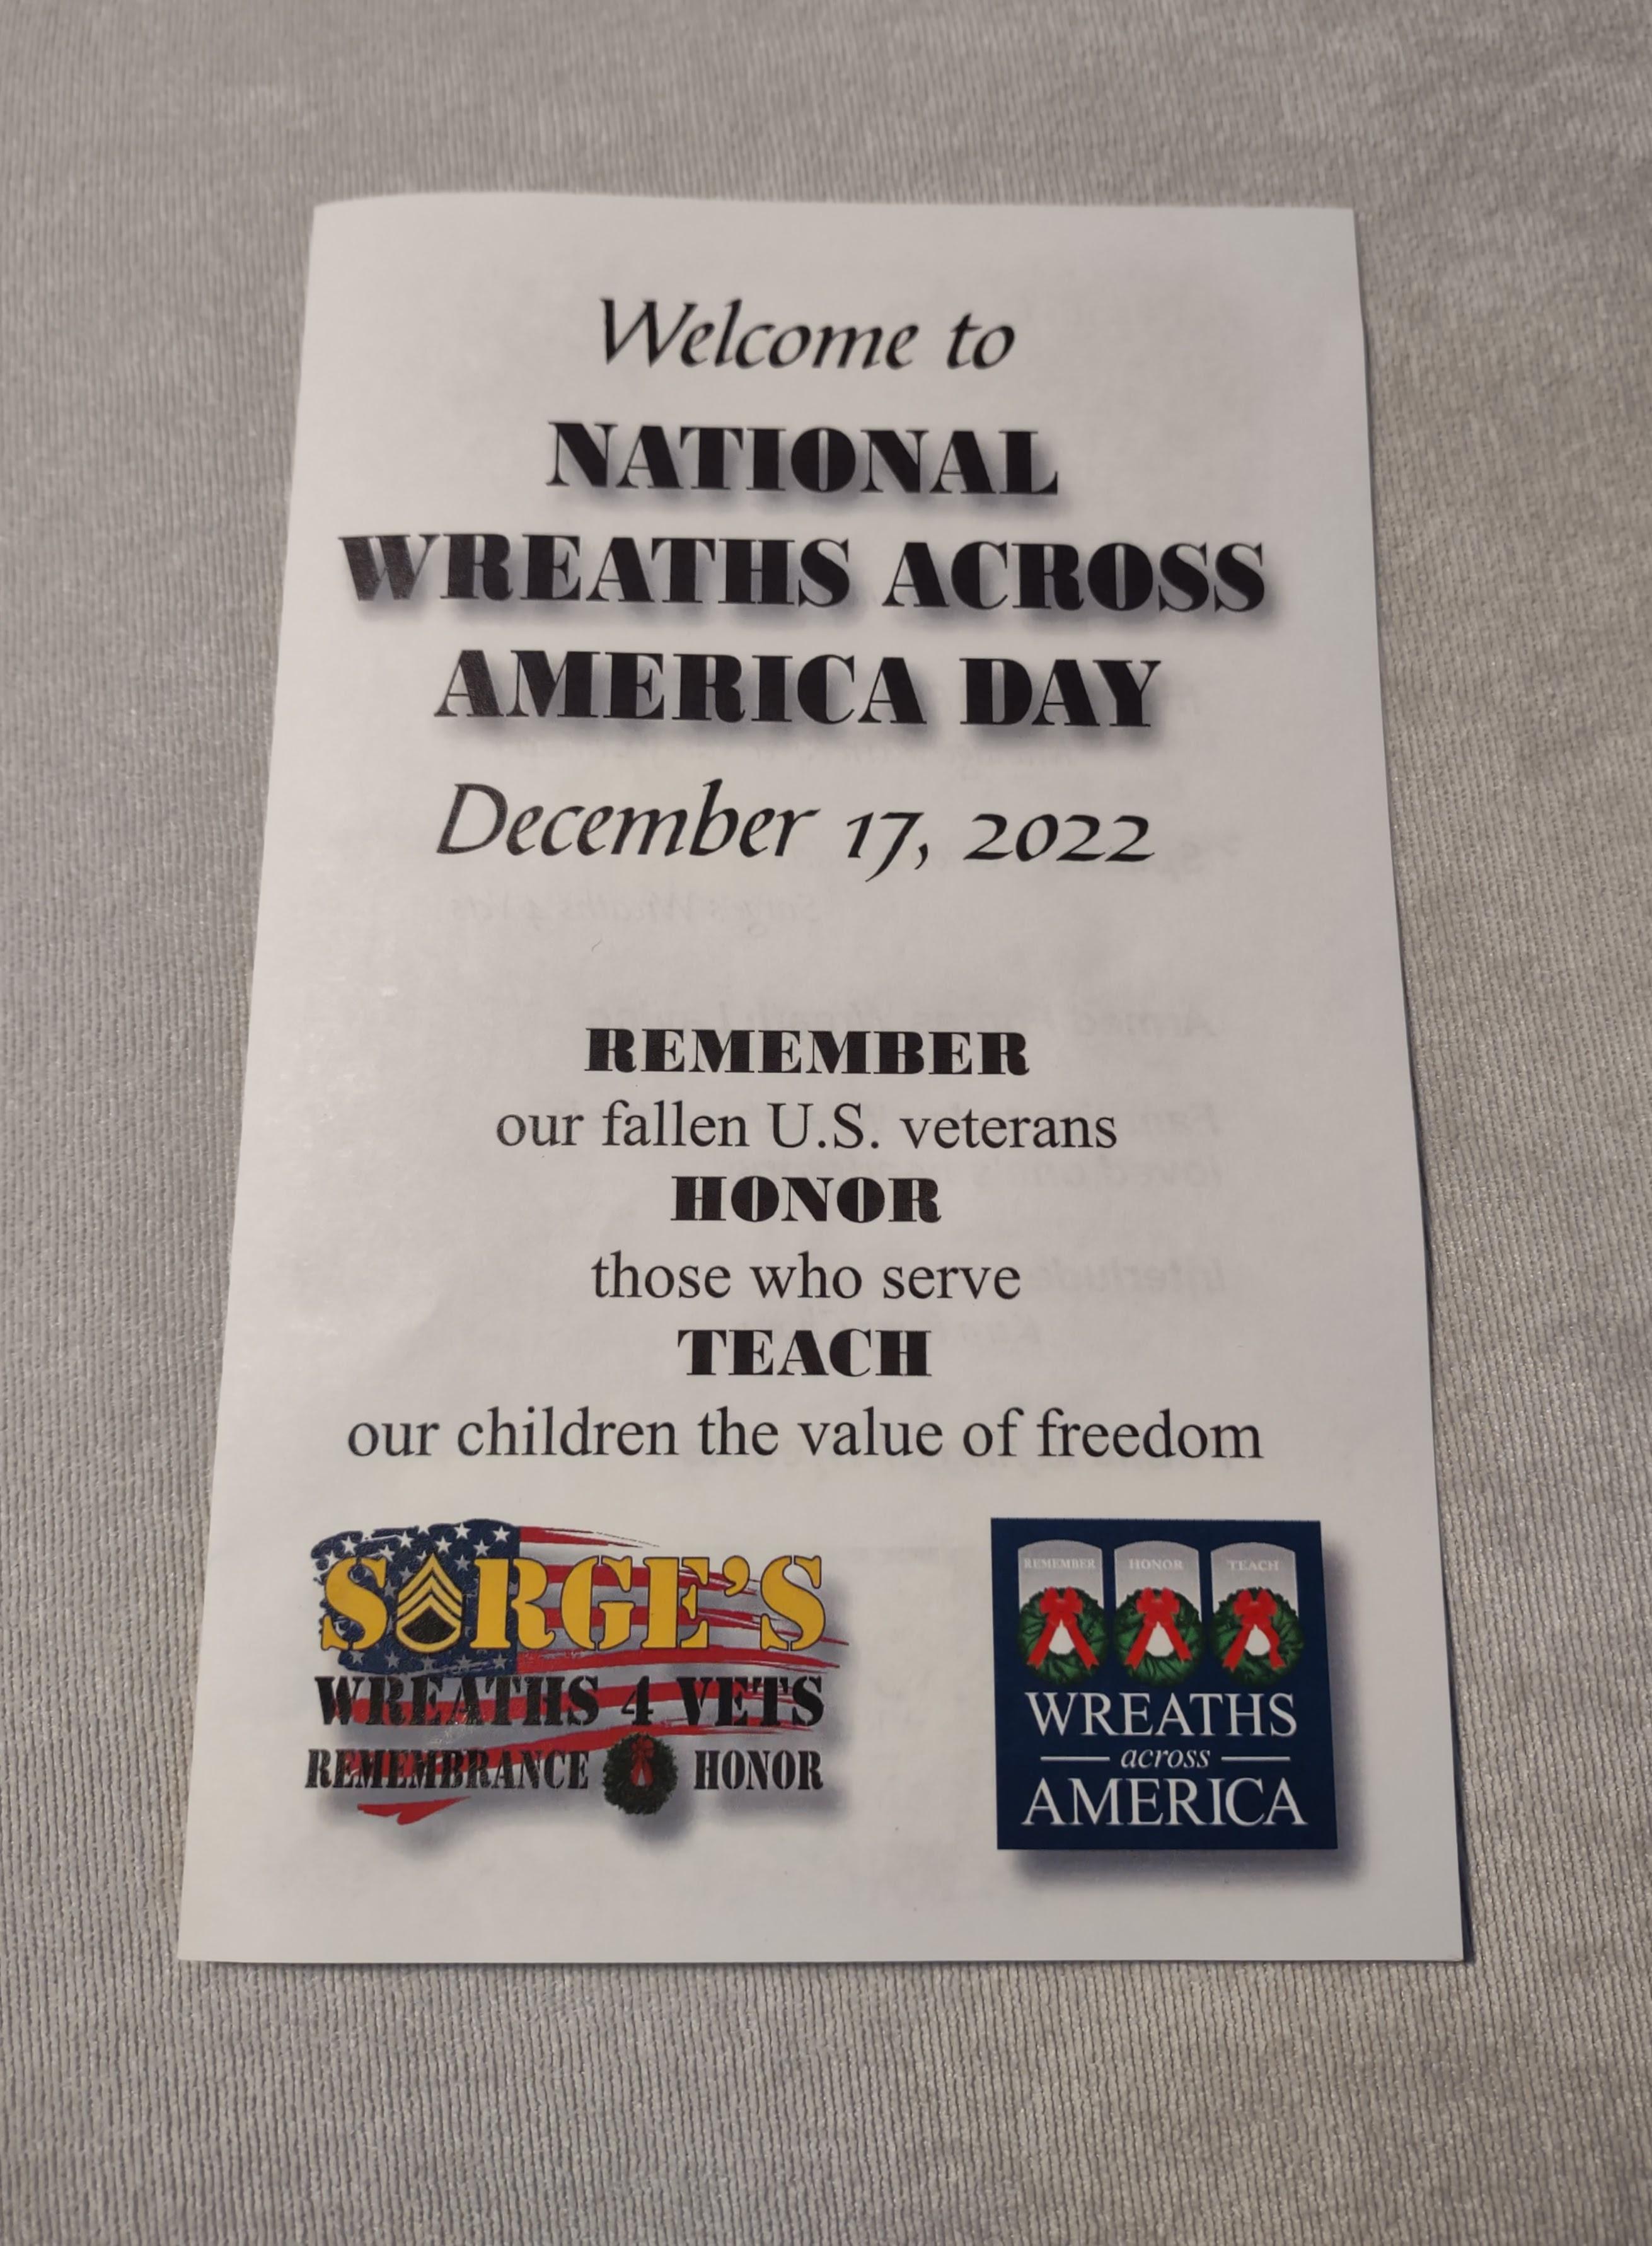 Welcome to
NATIONAL
WREATHS ACROSS
AMERICA DAY
December 17, 2022
REMEMBER
our fallen U.S. veterans
HONOR
those who serve
TEACH
our children the value of freedom
SARGE'S
WREATHS 4 VETS
REMEMBRANCE HONOR
REMEMBER HONOR TEACH
WREATHS
across
AMERICA